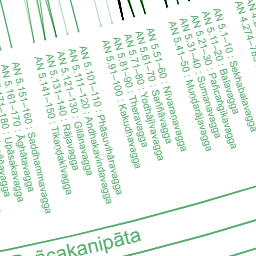 AN 5.151–160 : Saddhammavagga
AN 5.141–150 : Tikaṇḍakīvagga
AN 5.131–140 : Rājavagga
AN 5.121–130 : Gilānavagga
AN 5.111–120 : Andhakavindavagga
AN 5.101–110 : Phāsuvihāravagga
AN 5.91–100 : Kakudhavagga
AN 5.81–90 : Theravagga
AN 5.71–80 : Yodhājīvavagga
AN 5.61–70 : Saññāvagga
AN 5.51–60 : Nīvaraṇavagga
AN 5.41–50 : Muṇḍarājavagga
AN 5.31–40 : Sumanavagga
AN 5.21–30 : Pañcaṅgikavagga
AN 5.11–20 : Balavagga
AN 5.1–10 : Sekhabalavagga
AN 5.161–170 : Āghātavagga
: Upāsakavagga
AN 4.274–783
cakanipāta